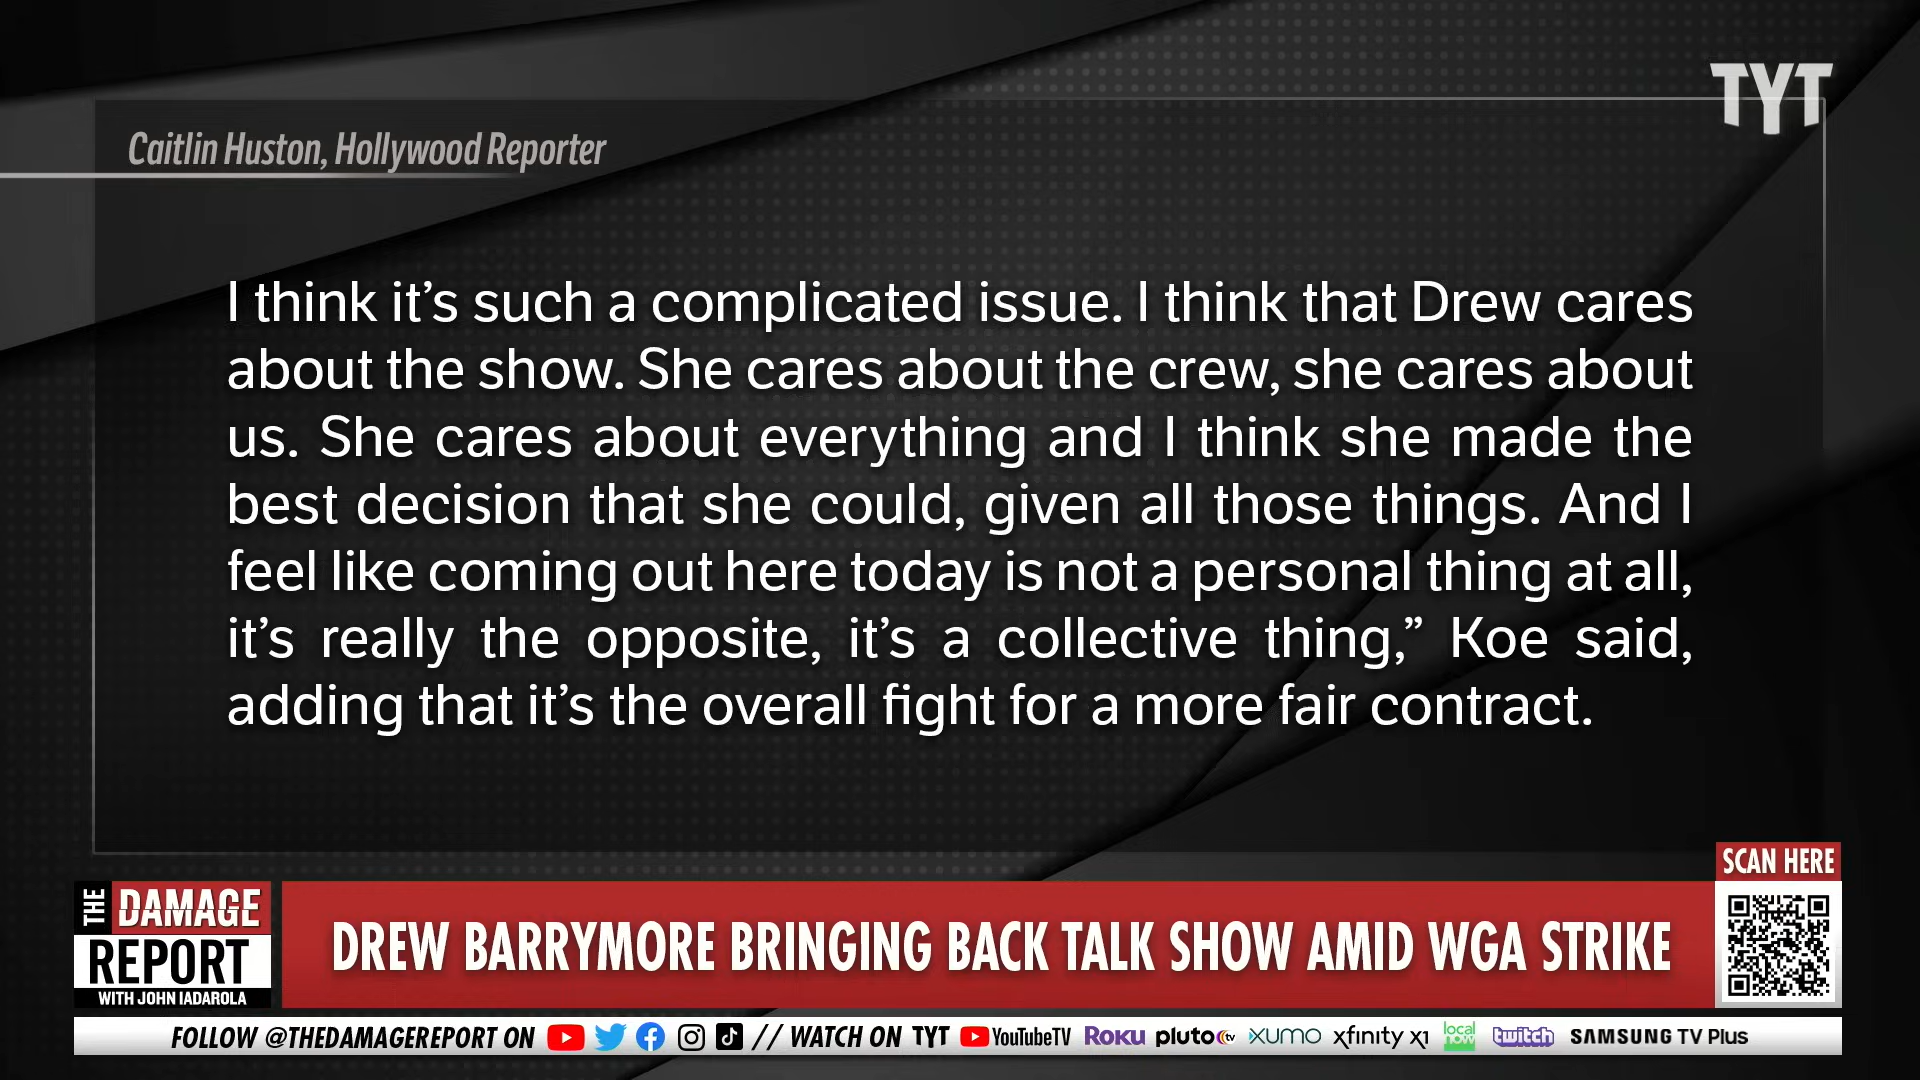 TYT
Caitlin Huston, Hollywood Reporter
I think it’s such a complicated issue. I think that Drew cares
about the show. She cares about the crew, she cares about
us. She cares about everything and I think she made the
best decision that she could, given all those things. And I
feel like coming out here today is not a personal thing at all,
it’s really the opposite, it’s a collective thing,” Koe said,
adding that it’s the overall fight for a more fair contract.
SCAN HERE
THE DAMAGE
REPORT
WITH JOHN IADAROLA
DREW BARRYMORE BRINGING BACK TALK SHOW AMID WGA STRIKE
FOLLOW @THEDAMAGEREPORT ON // WATCH ON TYT YouTubeTV ROKU pluto tv xumo xfinity x1 local now twitch SAMSUNG TV Plus